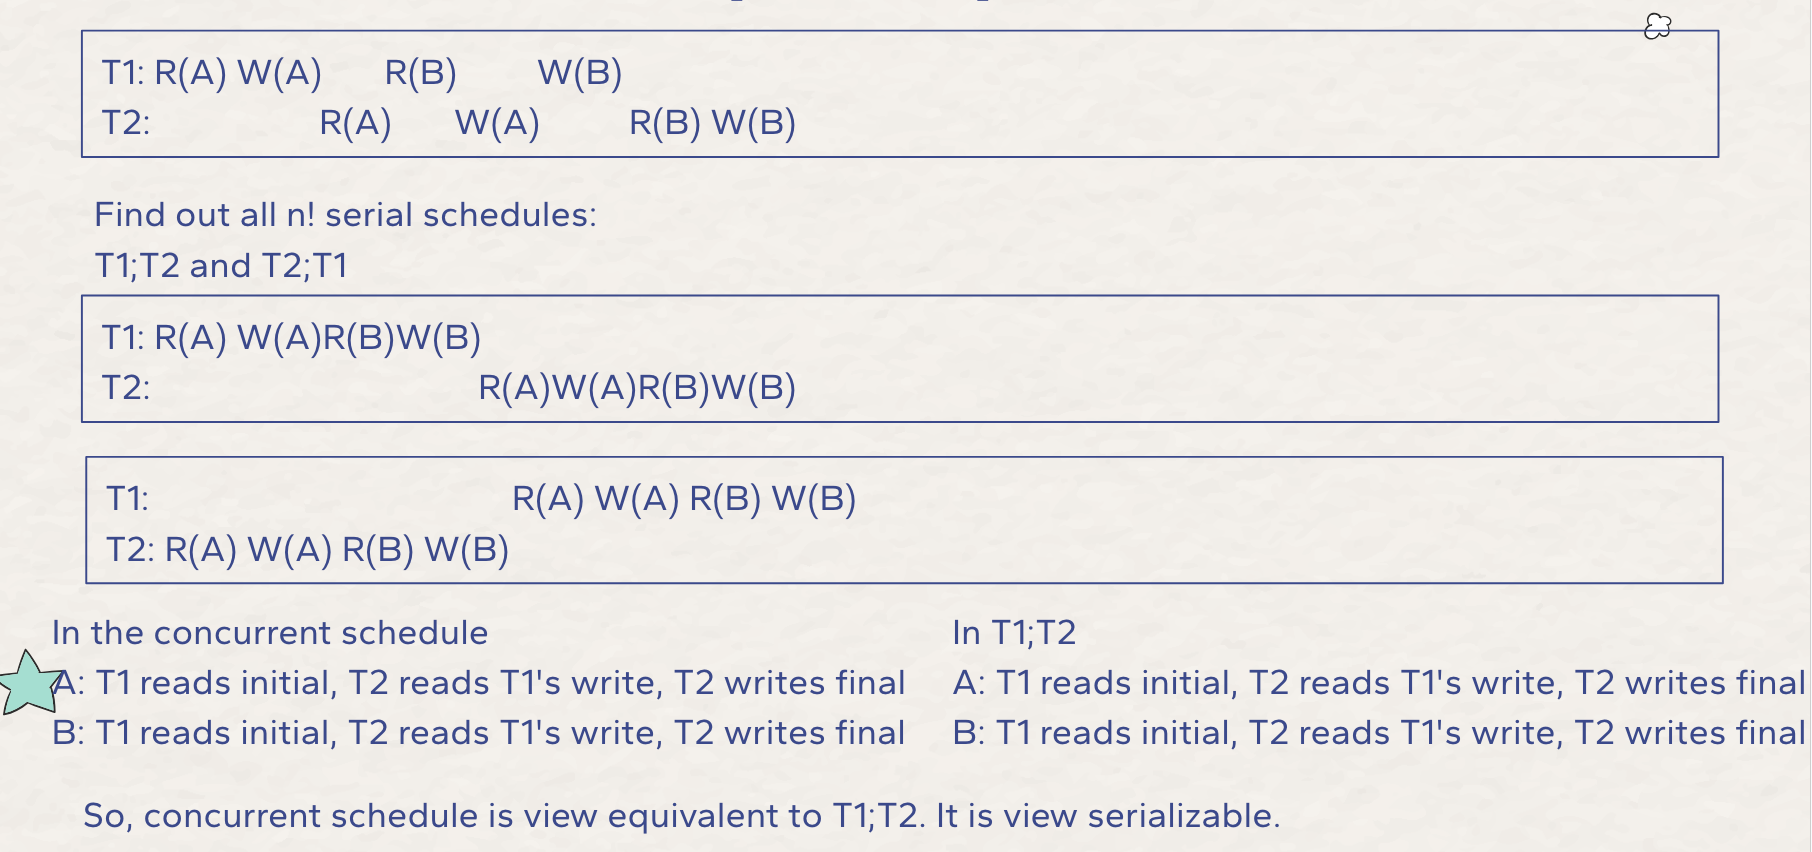 T1: R(A) W(A) R(B) W(B)
T2: R(A) W(A) R(B) W(B)
Find out all n! serial schedules:
T1;T2 and T2;T1
T1: R(A) W(A)R(B)W(B)
T2: R(A)W(A)R(B)W(B)
T1: R(A) W(A) R(B) W(B)
T2: R(A) W(A) R(B) W(B)
In the concurrent schedule
A: T1 reads initial, T2 reads T1's write, T2 writes final
B: T1 reads initial, T2 reads T1's write, T2 writes final
In T1;T2
A: T1 reads initial, T2 reads T1's write, T2 writes final
B: T1 reads initial, T2 reads T1's write, T2 writes final
So, concurrent schedule is view equivalent to T1;T2. It is view serializable.